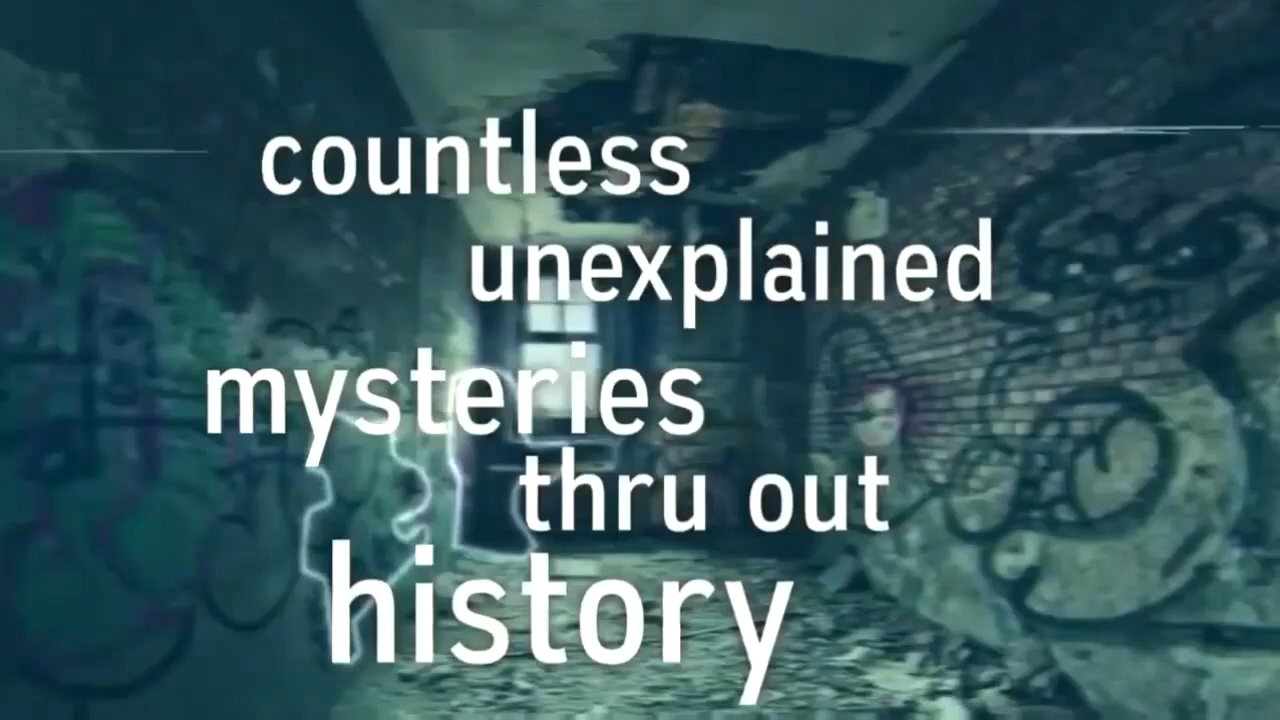 countless
unexplained
mysteries
thru out
history